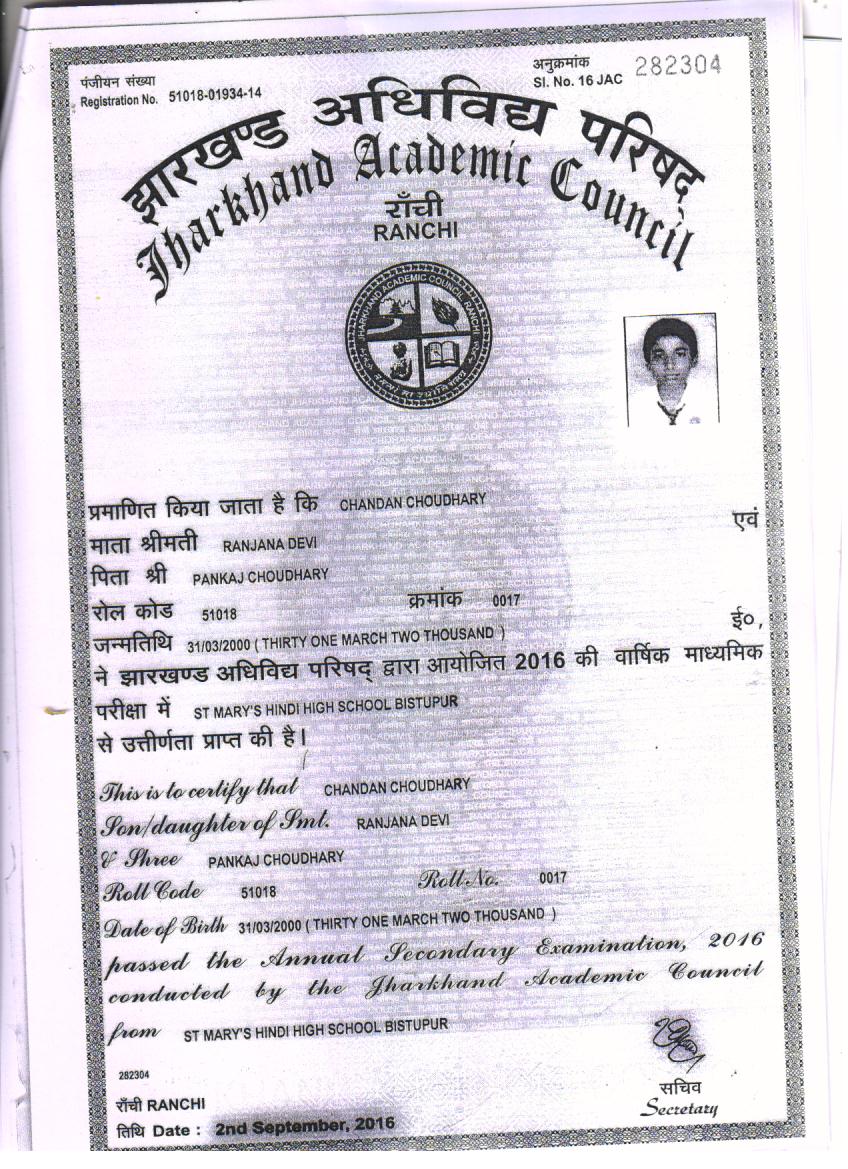 पंजीयन संख्या
Registration No. 51018-01934-14
अनुक्रमांक
Sl. No. 16 JAC 282304
झारखण्ड अधिविद्य परिषद्
Jharkhand Academic Council
राँची
RANCHI
JHARKHAND ACADEMIC COUNCIL, RANCHI
प्रमाणित किया जाता है कि CHANDAN CHOUDHARY
माता श्रीमती RANJANA DEVI एवं
पिता श्री PANKAJ CHOUDHARY
रोल कोड 51018 क्रमांक 0017
जन्मतिथि 31/03/2000 ( THIRTY ONE MARCH TWO THOUSAND ) ई०,
ने झारखण्ड अधिविद्य परिषद् द्वारा आयोजित 2016 की वार्षिक माध्यमिक
परीक्षा में ST MARY'S HINDI HIGH SCHOOL BISTUPUR
से उत्तीर्णता प्राप्त की है।
This is to certify that CHANDAN CHOUDHARY
Son/daughter of Smt. RANJANA DEVI
& Shree PANKAJ CHOUDHARY
Roll Code 51018 Roll No. 0017
Date of Birth 31/03/2000 ( THIRTY ONE MARCH TWO THOUSAND )
passed the Annual Secondary Examination, 2016
conducted by the Jharkhand Academic Council
from ST MARY'S HINDI HIGH SCHOOL BISTUPUR
282304
राँची RANCHI
तिथि Date : 2nd September, 2016
सचिव
Secretary